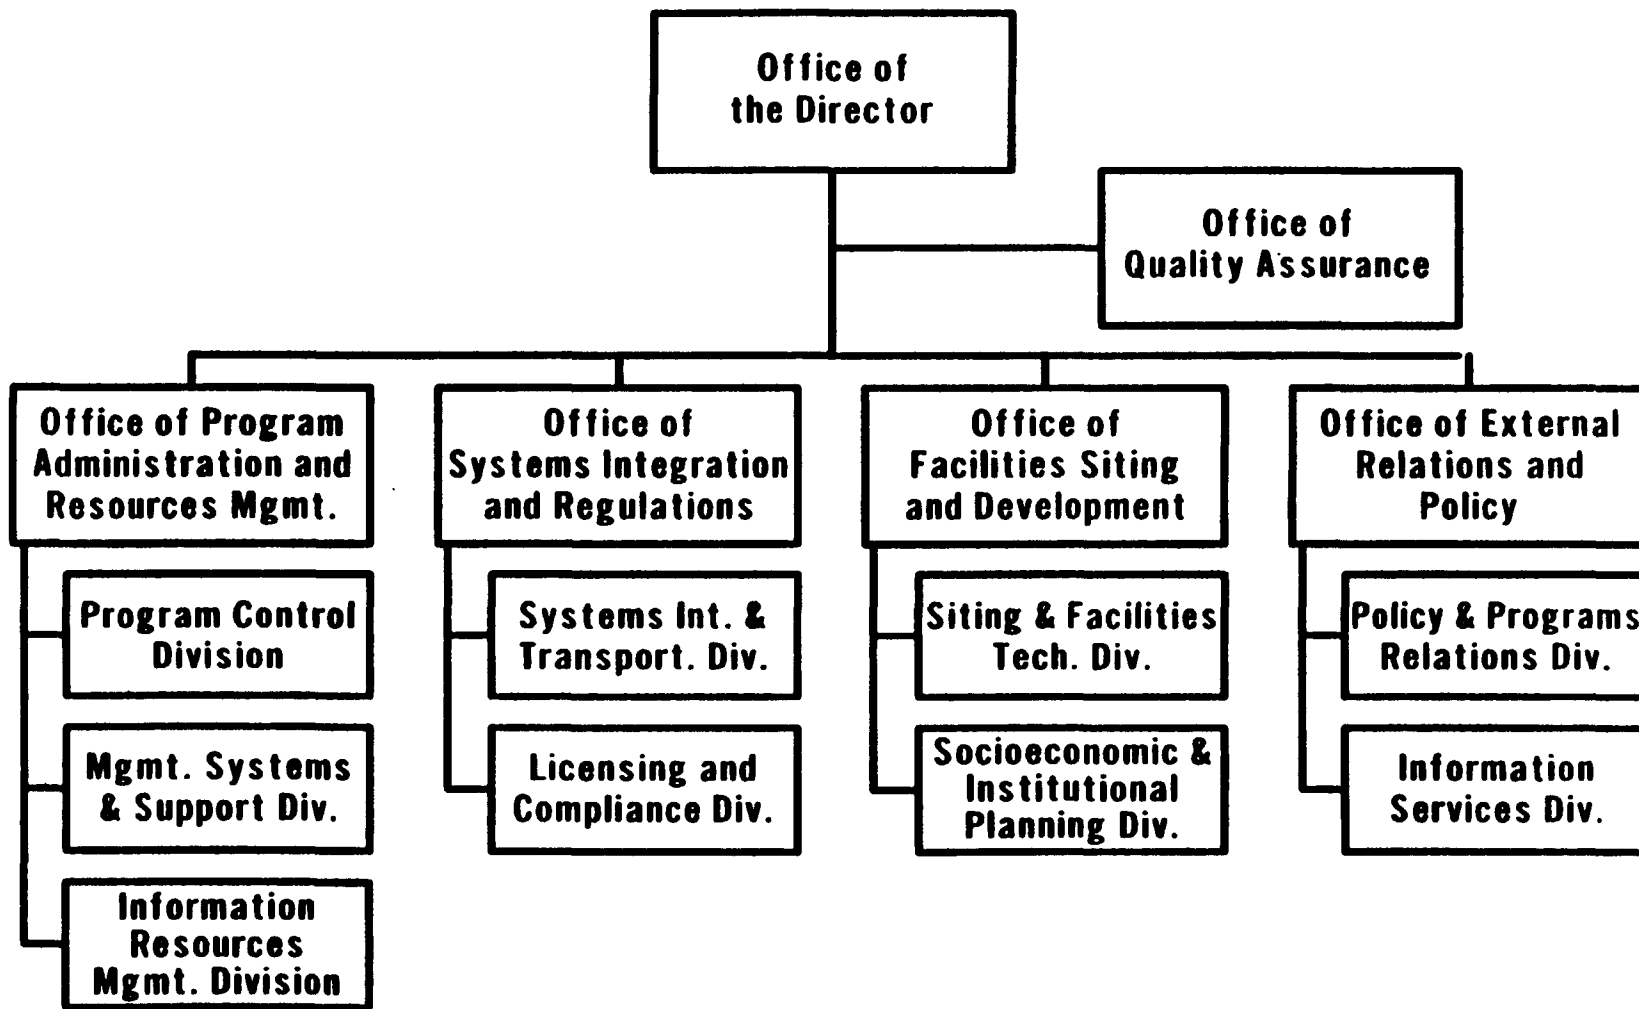 Office of
the Director
Office of
Quality Assurance
Office of Program
Administration and
Resources Mgmt.
Office of
Systems Integration
and Regulations
Office of
Facilities Siting
and Development
Office of External
Relations and
Policy
Program Control
Division
Systems Int. &
Transport. Div.
Siting & Facilities
Tech. Div.
Policy & Programs
Relations Div.
Mgmt. Systems
& Support Div.
Licensing and
Compliance Div.
Socioeconomic &
Institutional
Planning Div.
Information
Services Div.
Information
Resources
Mgmt. Division